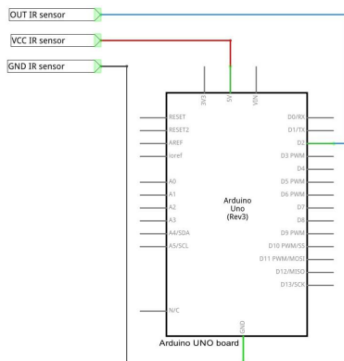 OUT IR sensor
VCC IR sensor
GND IR sensor
3V3
5V
VIN
RESET
RESET2
AREF
ioref
A0
A1
A2
A3
A4/SDA
A5/SCL
N/C
D0/RX
D1/TX
D2
D3 PWM
D4
D5 PWM
D6 PWM
D7
D8
D9 PWM
D10 PWM/SS
D11 PWM/MOSI
D12/MISO
D13/SCK
Arduino
Uno
(Rev3)
GND
Arduino UNO board